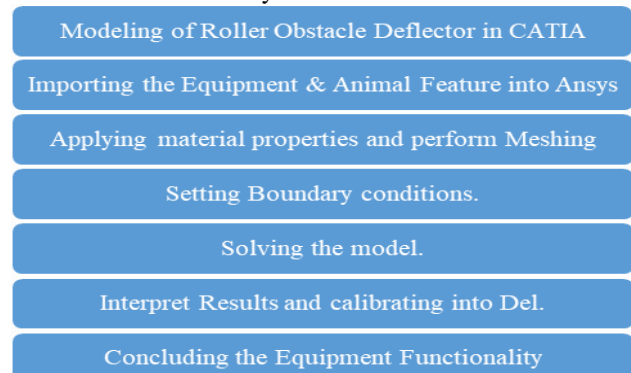 Modeling of Roller Obstacle Deflector in CATIA
Importing the Equipment & Animal Feature into Ansys
Applying material properties and perform Meshing
Setting Boundary conditions.
Solving the model.
Interpret Results and calibrating into Del.
Concluding the Equipment Functionality